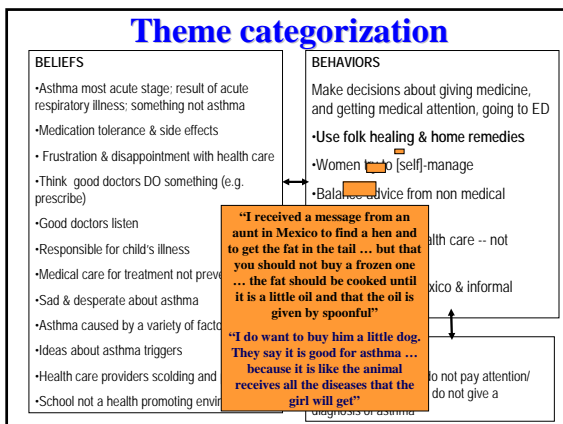 Theme categorization
BELIEFS
•Asthma most acute stage; result of acute
respiratory illness; something not asthma
•Medication tolerance & side effects
• Frustration & disappointment with health care
•Think good doctors DO something (e.g.
prescribe)
•Good doctors listen
•Responsible for child's illness
•Medical care for treatment not
•Sad & desperate about asthma
•Asthma caused by a variety of
•Ideas about asthma triggers
•Health care providers scolding and
•School not a health promoting
BEHAVIORS
Make decisions about giving medicine,
and getting medical attention, going to ED
•Use folk healing & home remedies
•Women to [self]-manage
•Balance advice from non medical
care -- not
& informal
do not pay attention/
do not give a
diagnosis of asthma
“I received a message from an
aunt in Mexico to find a hen and
to get the fat in the tail … but that
you should not buy a frozen one
… the fat should be cooked until
it is a little oil and that the oil is
given by spoonful”
“I do want to buy him a little dog.
They say it is good for asthma …
because it is like the animal
receives all the diseases that the
girl will get”